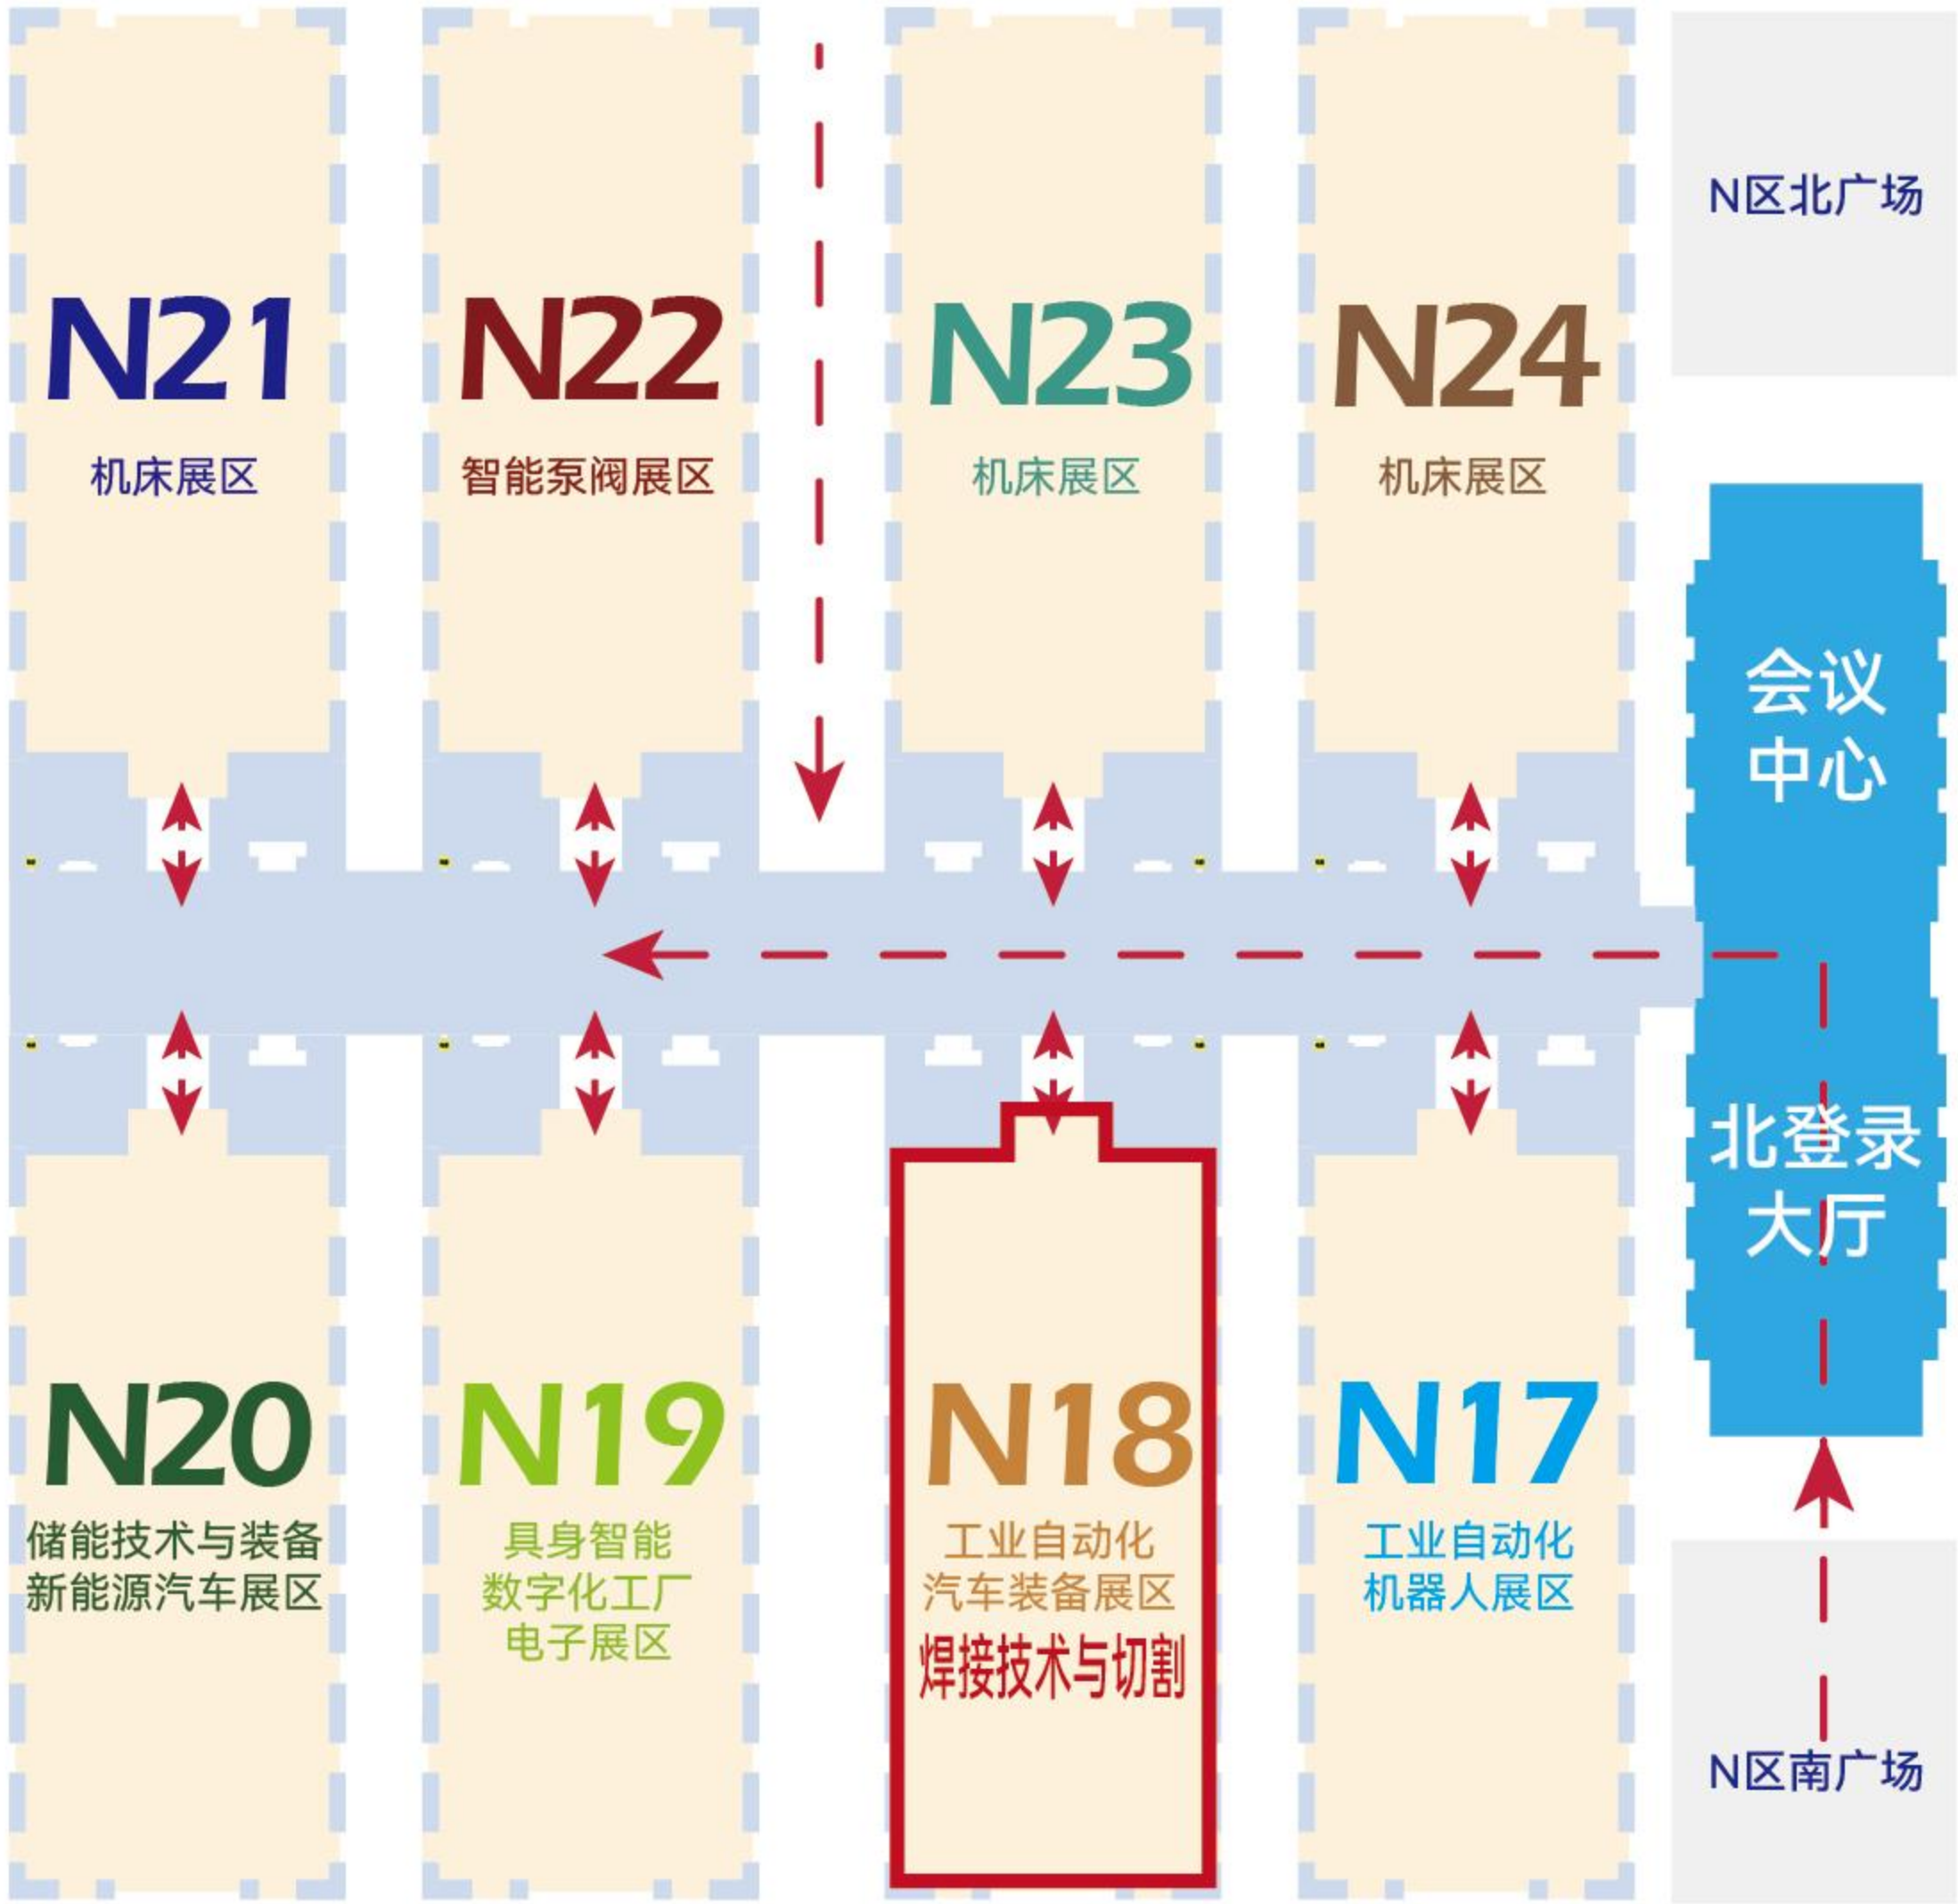 N21
机床展区
N22
智能泵阀展区
N23
机床展区
N24
机床展区
N区北广场
会议
中心
北登录
大厅
N20
储能技术与装备
新能源汽车展区
N19
具身智能
数字化工厂
电子展区
N18
工业自动化
汽车装备展区
焊接技术与切割
N17
工业自动化
机器人展区
N区南广场